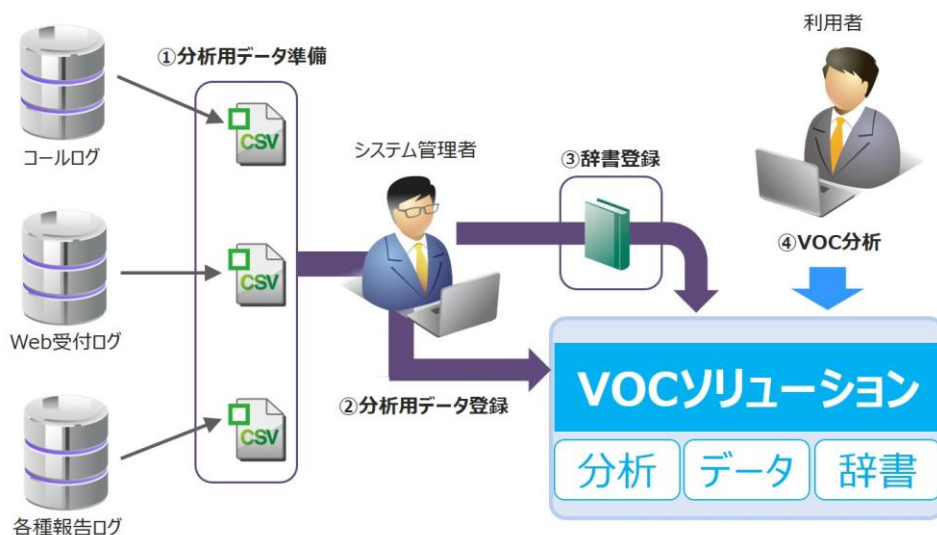 利用者
①分析用データ準備
CSV
コールログ
システム管理者
③辞書登録
④VOC分析
CSV
Web受付ログ
②分析用データ登録
VOCソリューション
CSV
分析
データ
辞書
各種報告ログ